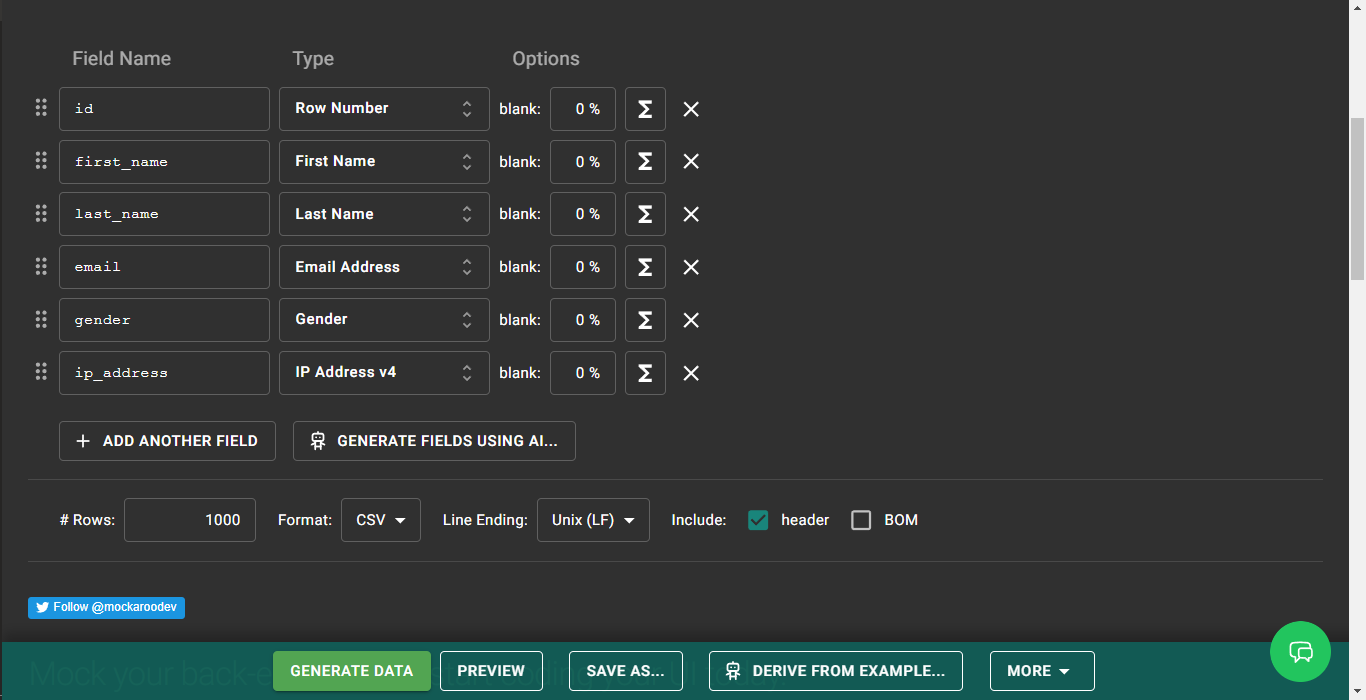 Field Name Type Options
id Row Number blank: 0 % Σ
first_name First Name blank: 0 % Σ
last_name Last Name blank: 0 % Σ
email Email Address blank: 0 % Σ
gender Gender blank: 0 % Σ
ip_address IP Address v4 blank: 0 % Σ
ADD ANOTHER FIELD GENERATE FIELDS USING AI...
# Rows: 1000 Format: CSV Line Ending: Unix (LF) Include: header BOM
Follow @mockaroodev
Mock your back-e
GENERATE DATA PREVIEW SAVE AS... DERIVE FROM EXAMPLE... MORE